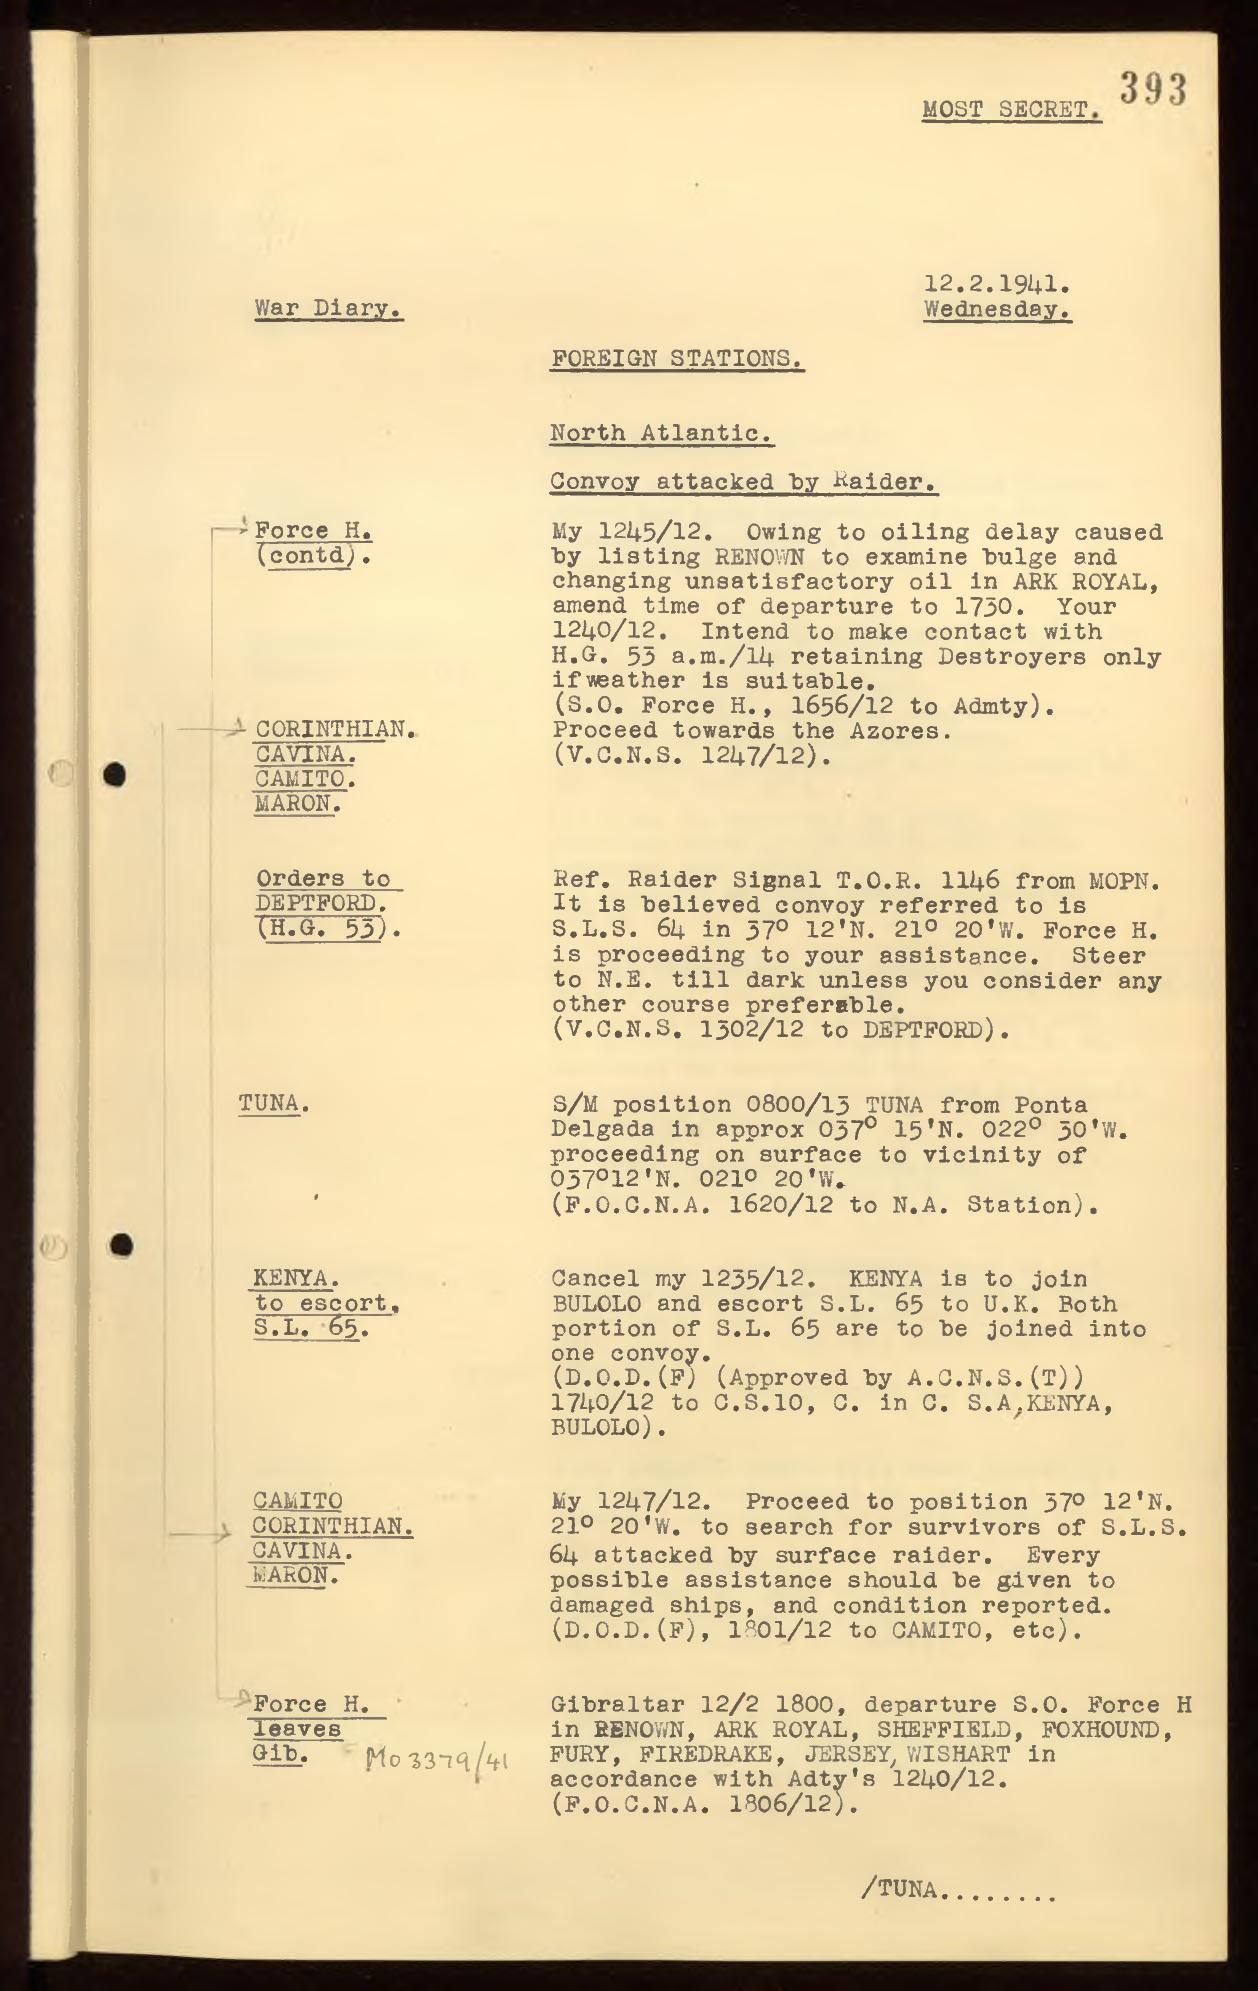 393
MOST SECRET.
12.2.1941.
War Diary.
Wednesday.
FOREIGN STATIONS.
North Atlantic.
Convoy attacked by Raider.
Force H.
(contd).
My 1245/12. Owing to oiling delay caused
by listing RENOWN to examine bulge and
changing unsatisfactory oil in ARK ROYAL,
amend time of departure to 1730. Your
1240/12. Intend to make contact with
H.G. 53 a.m./14 retaining Destroyers only
if weather is suitable.
(S.O. Force H., 1656/12 to Admty).
CORINTHIAN.
CAVINA.
CAMITO.
MARON.
Proceed towards the Azores.
(V.C.N.S. 1247/12).
Orders to
DEPTFORD.
(H.G. 53).
Ref. Raider Signal T.O.R. 1146 from MOPN.
It is believed convoy referred to is
S.L.S. 64 in 37° 12'N. 21° 20'W. Force H.
is proceeding to your assistance. Steer
to N.E. till dark unless you consider any
other course preferable.
(V.C.N.S. 1302/12 to DEPTFORD).
TUNA.
S/M position 0800/13 TUNA from Ponta
Delgada in approx 037° 15'N. 022° 30'W.
proceeding on surface to vicinity of
037°12'N. 021° 20'W.
(F.O.C.N.A. 1620/12 to N.A. Station).
KENYA.
to escort.
S.L. 65.
Cancel my 1235/12. KENYA is to join
BULOLO and escort S.L. 65 to U.K. Both
portion of S.L. 65 are to be joined into
one convoy.
(D.O.D.(F) (Approved by A.C.N.S.(T))
1740/12 to C.S.10, C. in C. S.A,KENYA,
BULOLO).
CAMITO
CORINTHIAN.
CAVINA.
MARON.
My 1247/12. Proceed to position 37° 12'N.
21° 20'W. to search for survivors of S.L.S.
64 attacked by surface raider. Every
possible assistance should be given to
damaged ships, and condition reported.
(D.O.D.(F), 1801/12 to CAMITO, etc).
Force H.
leaves
Gib.
M03379/41
Gibraltar 12/2 1800, departure S.O. Force H
in RENOWN, ARK ROYAL, SHEFFIELD, FOXHOUND,
FURY, FIREDRAKE, JERSEY, WISHART in
accordance with Adty's 1240/12.
(F.O.C.N.A. 1806/12).
/TUNA........